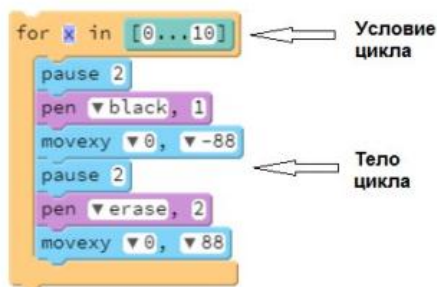 for x in [0...10]
Условие
цикла
pause 2
pen ▼black, 1
movexy ▼0, ▼-88
pause 2
Тело
цикла
pen ▼erase, 2
movexy ▼0, ▼88